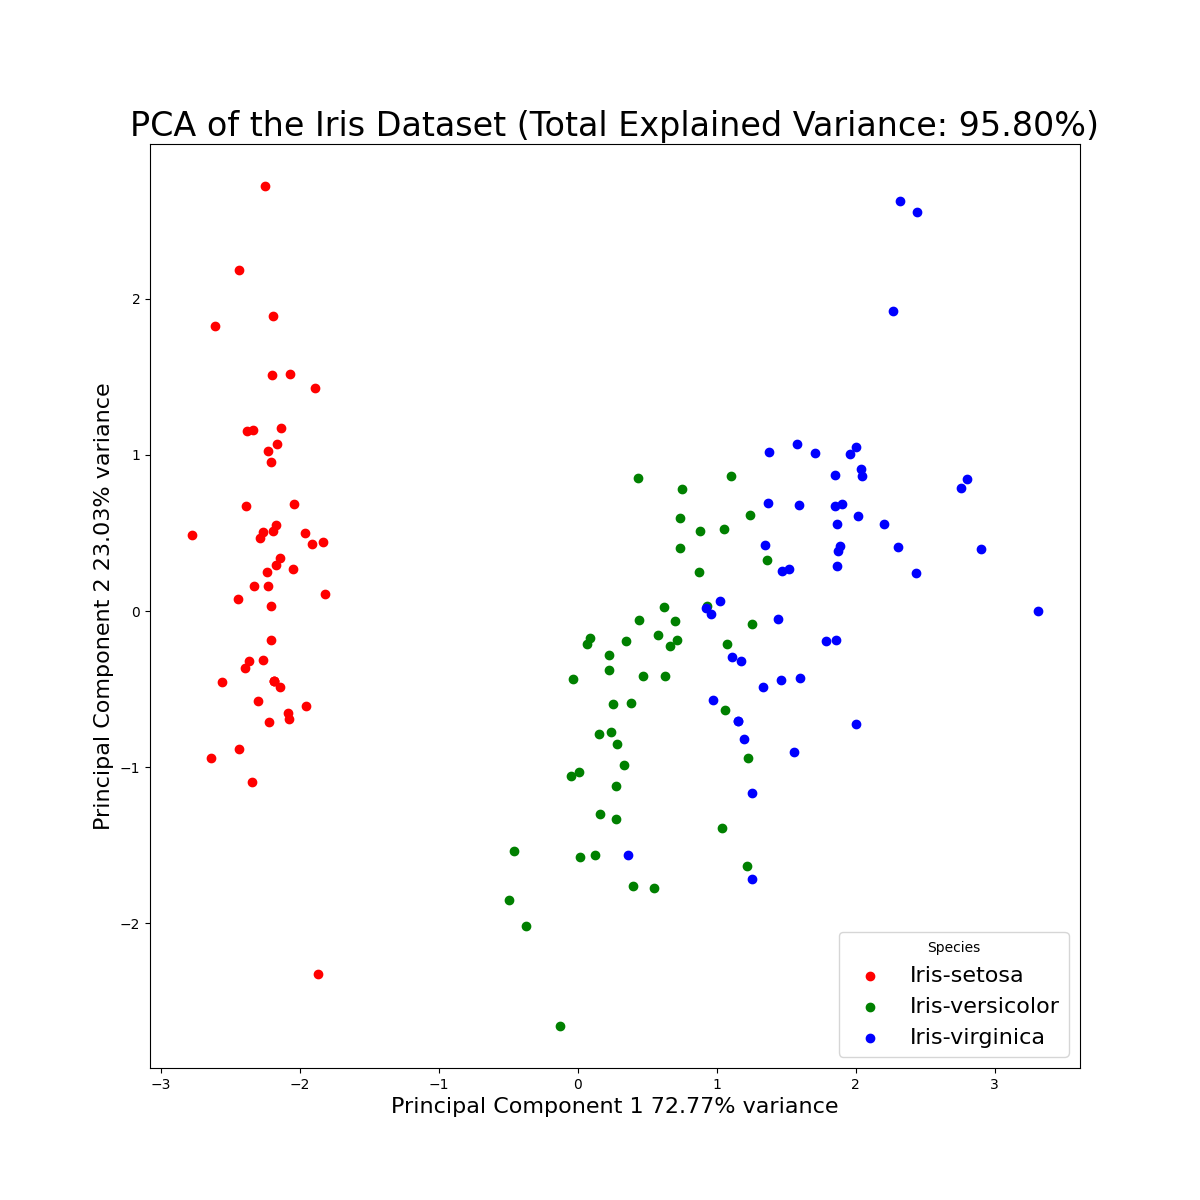 PCA of the Iris Dataset (Total Explained Variance: 95.80%)
Principal Component 2 23.03% variance
2
1
0
−1
−2
−3
−2
−1
0
1
2
3
Principal Component 1 72.77% variance
Species
Iris-setosa
Iris-versicolor
Iris-virginica